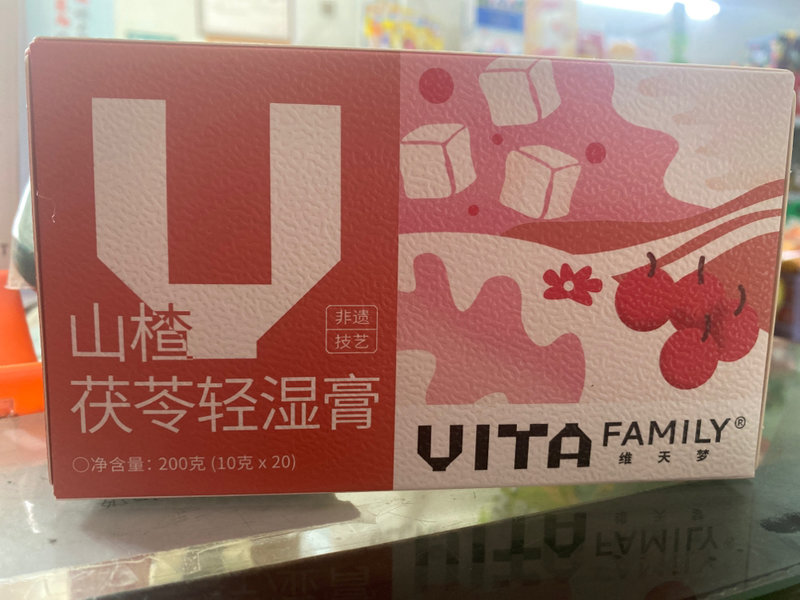 山楂
茯苓轻湿膏
非遗
技艺
○净含量：200克 (10克 x 20)
VITA FAMILY®
维天梦